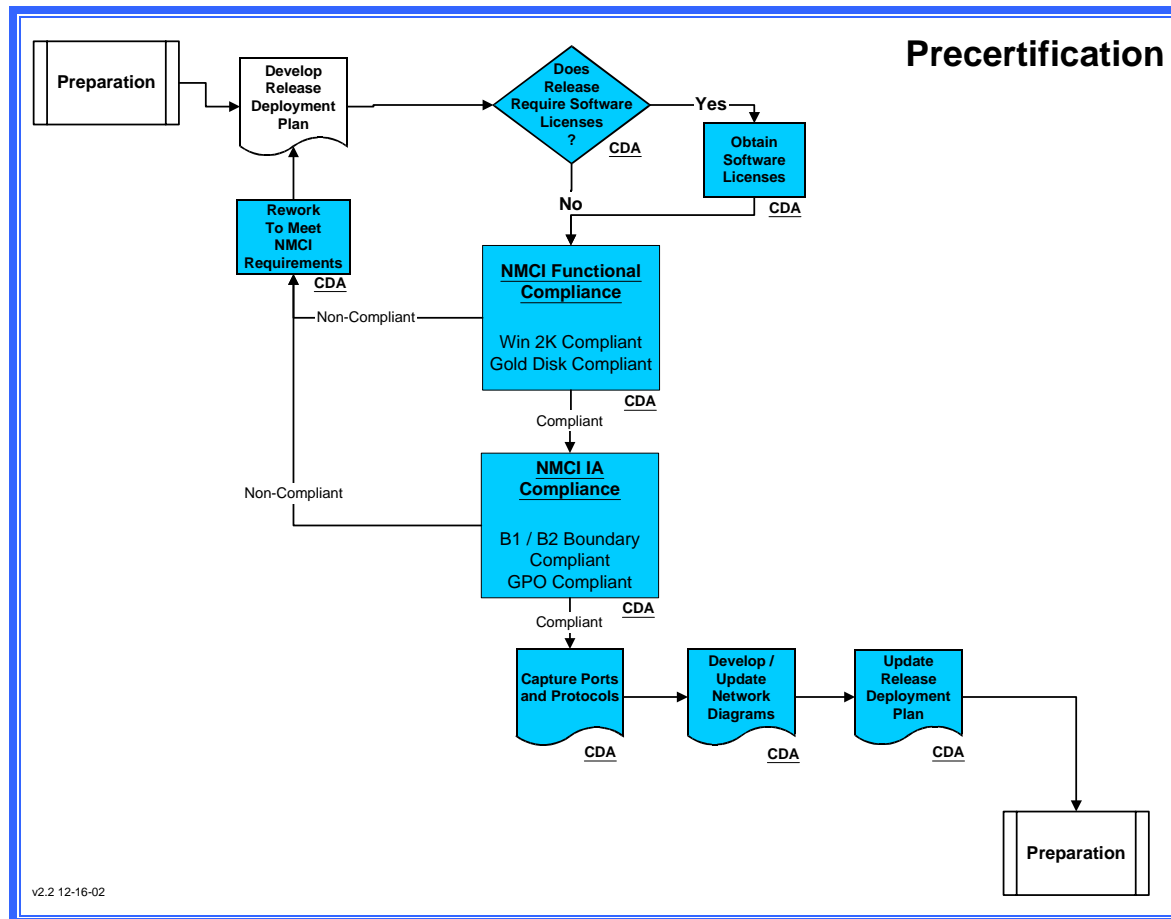 Precertification
Preparation
Develop
Release
Deployment
Plan
Does
Release
Require Software
Licenses
?
CDA
Yes
Obtain
Software
Licenses
CDA
No
Rework
To Meet
NMCI
Requirements
CDA
NMCI Functional
Compliance
Win 2K Compliant
Gold Disk Compliant
CDA
Non-Compliant
Compliant
NMCI IA
Compliance
B1 / B2 Boundary
Compliant
GPO Compliant
CDA
Non-Compliant
Compliant
Capture Ports
and Protocols
CDA
Develop /
Update
Network
Diagrams
CDA
Update
Release
Deployment
Plan
CDA
Preparation
v2.2 12-16-02